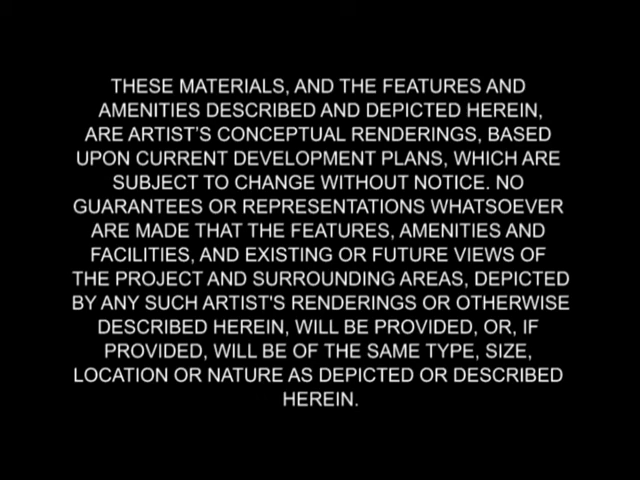 THESE MATERIALS, AND THE FEATURES AND
AMENITIES DESCRIBED AND DEPICTED HEREIN,
ARE ARTIST'S CONCEPTUAL RENDERINGS, BASED
UPON CURRENT DEVELOPMENT PLANS, WHICH ARE
SUBJECT TO CHANGE WITHOUT NOTICE. NO
GUARANTEES OR REPRESENTATIONS WHATSOEVER
ARE MADE THAT THE FEATURES, AMENITIES AND
FACILITIES, AND EXISTING OR FUTURE VIEWS OF
THE PROJECT AND SURROUNDING AREAS, DEPICTED
BY ANY SUCH ARTIST'S RENDERINGS OR OTHERWISE
DESCRIBED HEREIN, WILL BE PROVIDED, OR, IF
PROVIDED, WILL BE OF THE SAME TYPE, SIZE,
LOCATION OR NATURE AS DEPICTED OR DESCRIBED
HEREIN.